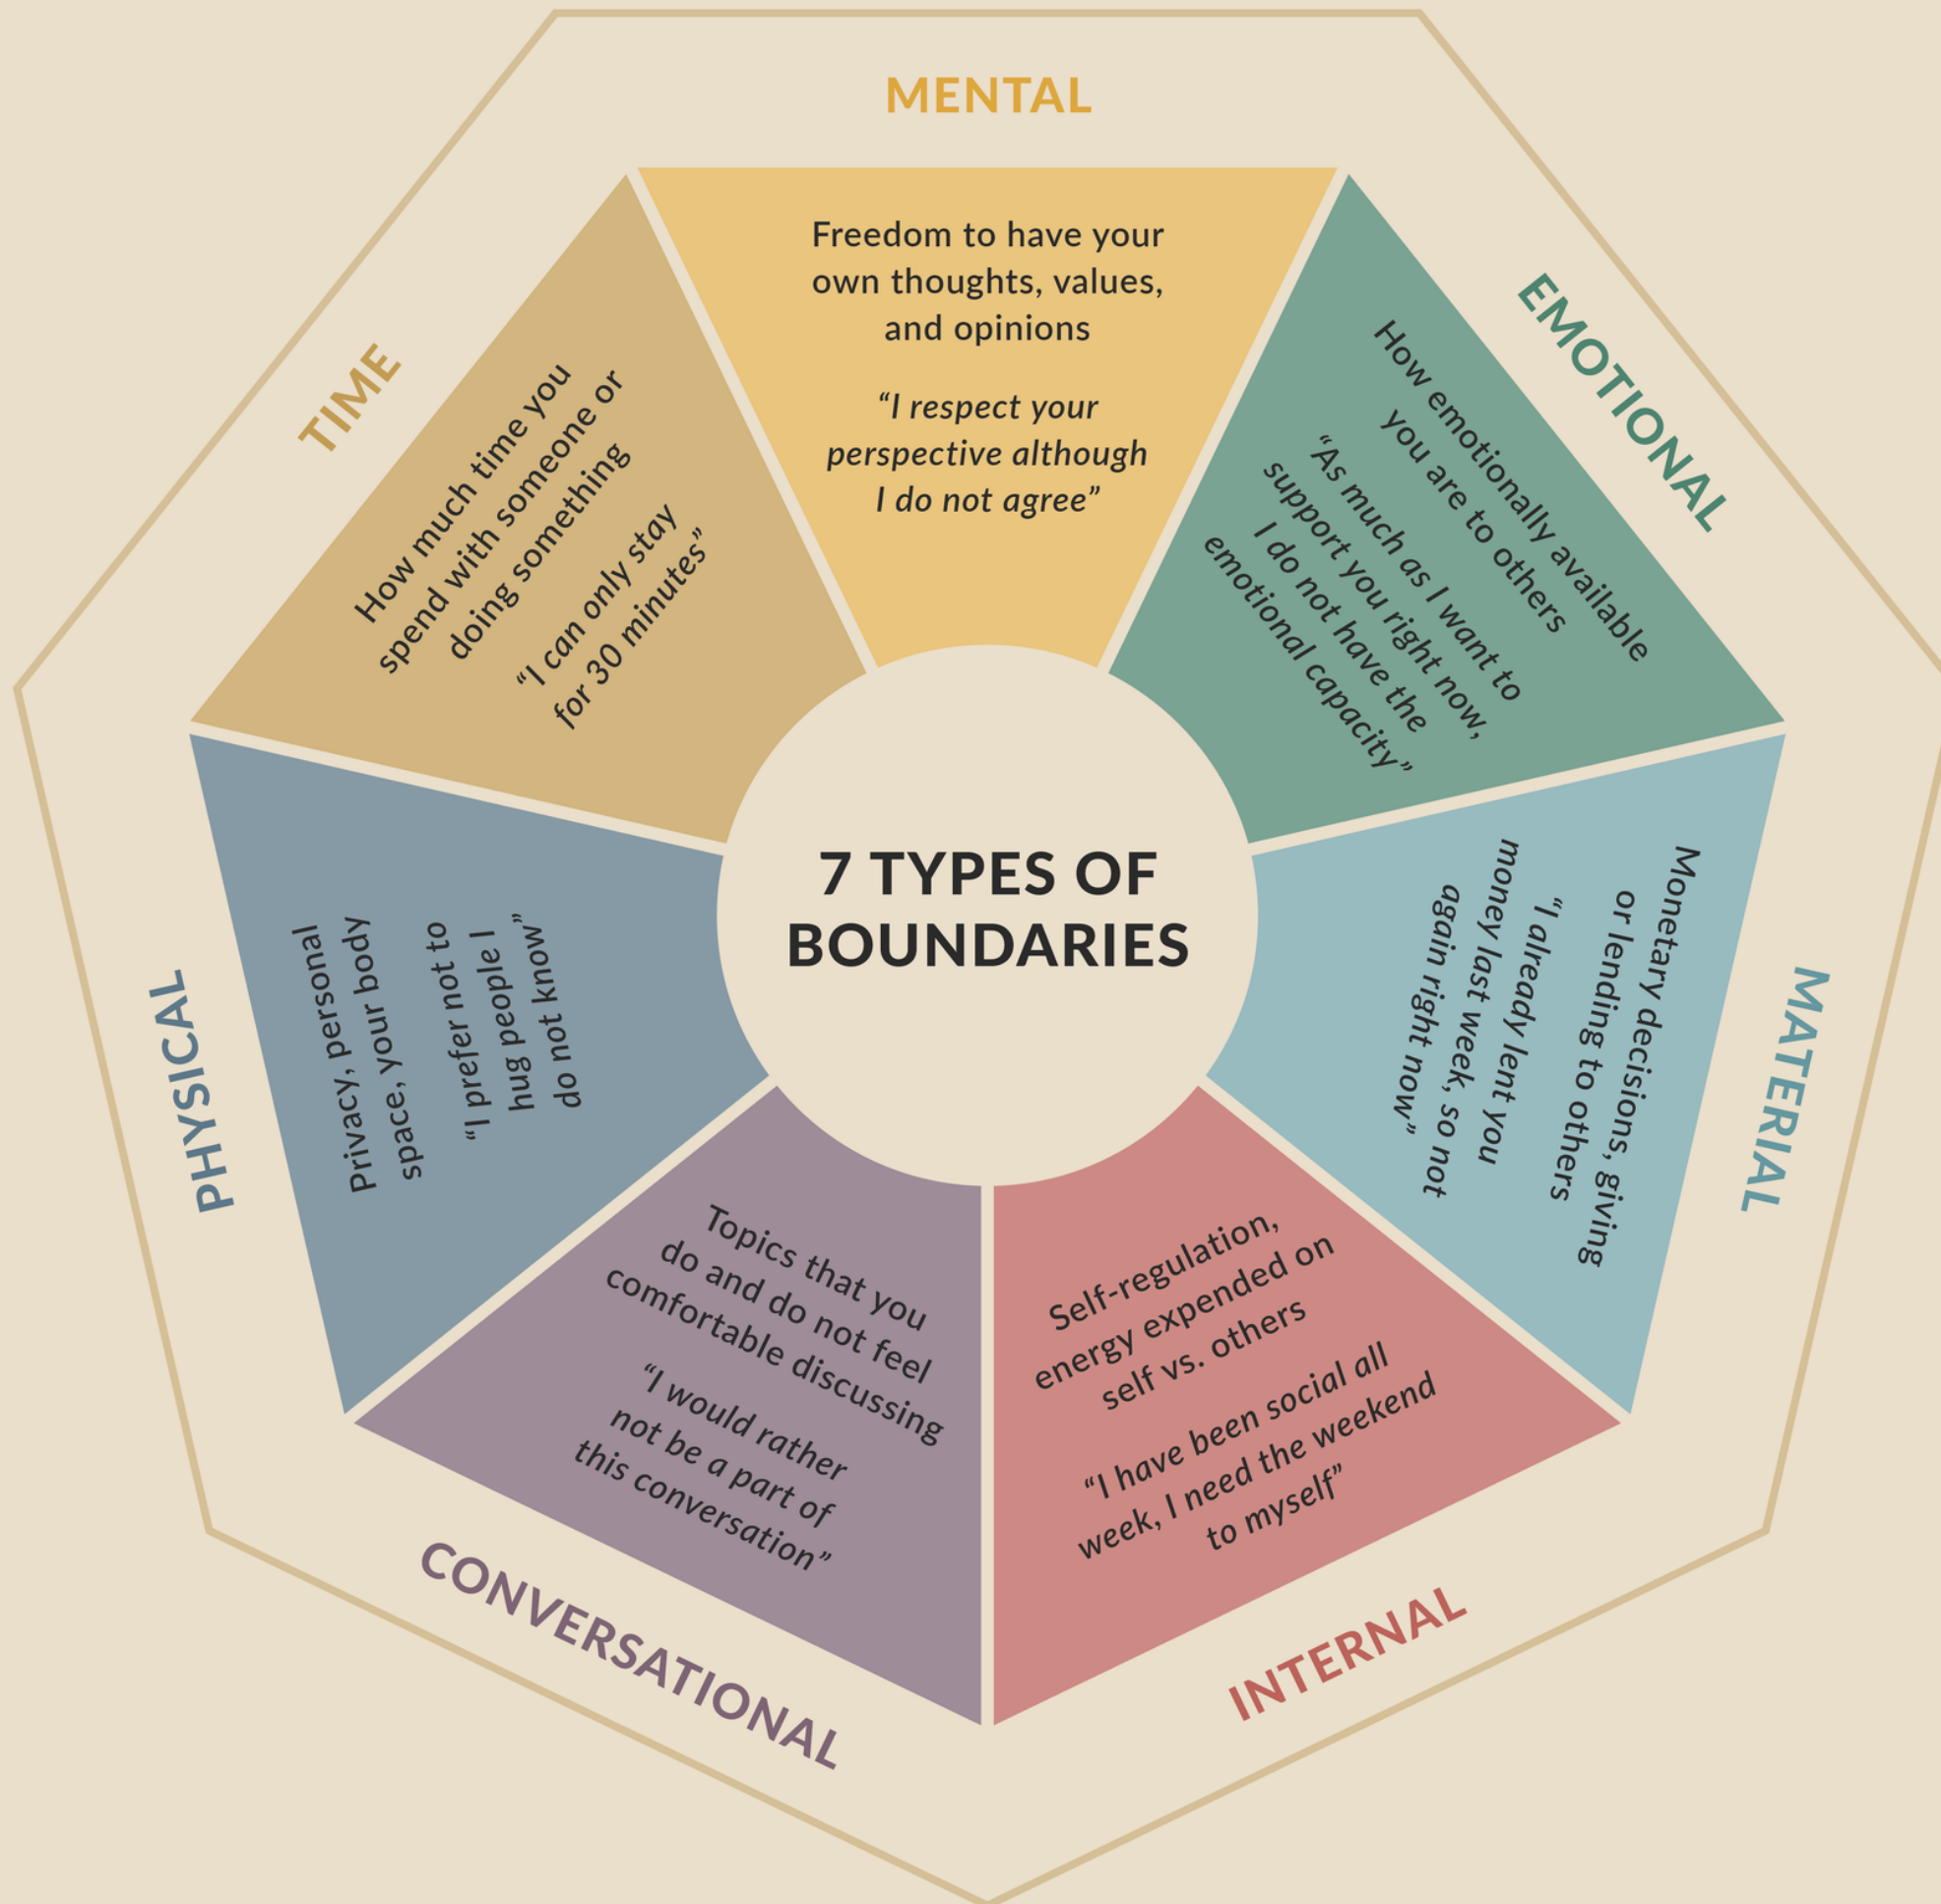 7 TYPES OF
BOUNDARIES
MENTAL
Freedom to have your
own thoughts, values,
and opinions
“I respect your
perspective although
I do not agree”
EMOTIONAL
How emotionally available
you are to others
“As much as I want to
support you right now,
I do not have the
emotional capacity”
MATERIAL
Monetary decisions, giving
or lending to others
“I already lent you
money last week, so not
again right now”
INTERNAL
Self-regulation,
energy expended on
self vs. others
“I have been social all
week, I need the weekend
to myself”
CONVERSATIONAL
Topics that you
do and do not feel
comfortable discussing
“I would rather
not be a part of
this conversation”
PHYSICAL
Privacy, personal
space, your body
“I prefer not to
hug people I
do not know“
TIME
How much time you
spend with someone or
doing something
“I can only stay
for 30 minutes”